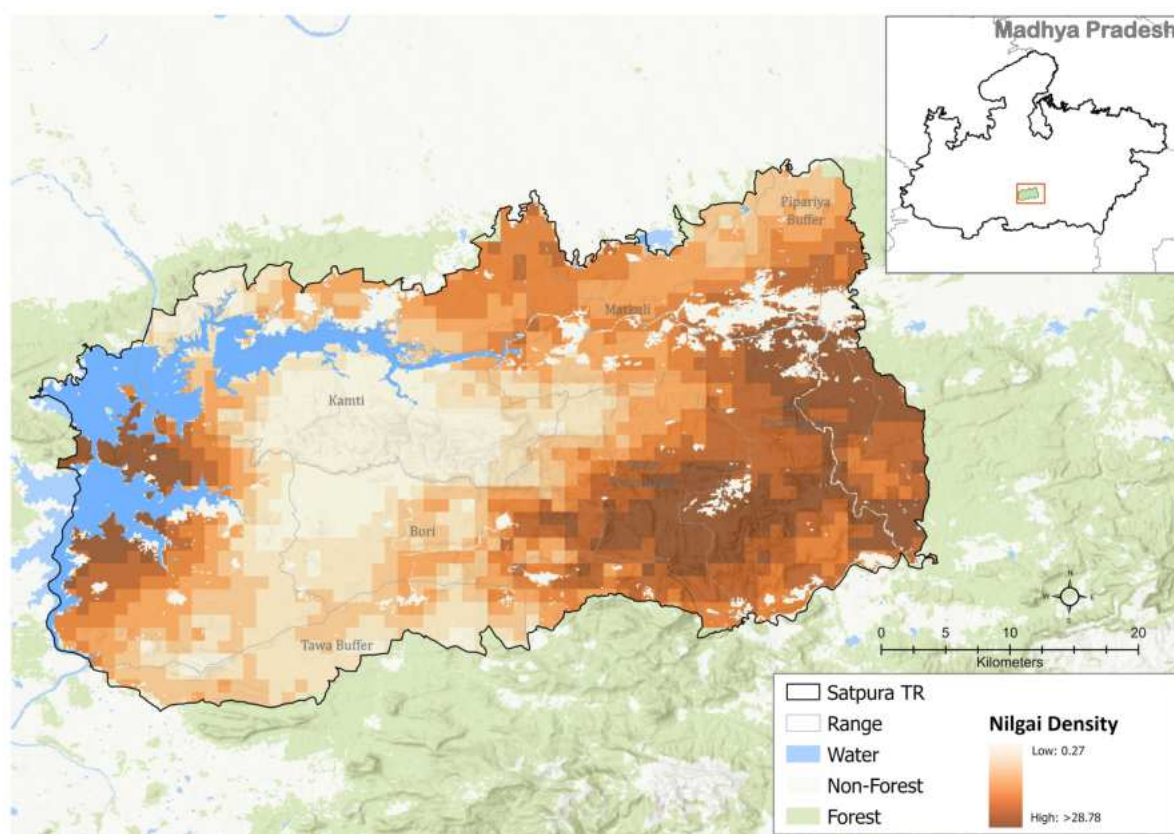 Madhya Pradesh
Pipariya
Buffer
Matkuli
Kamti
Bori
Tawa Buffer
N
W
E
S
0 5 10 20
Kilometers
Satpura TR
Range
Water
Non-Forest
Forest
Nilgai Density
Low: 0.27
High: >28.78